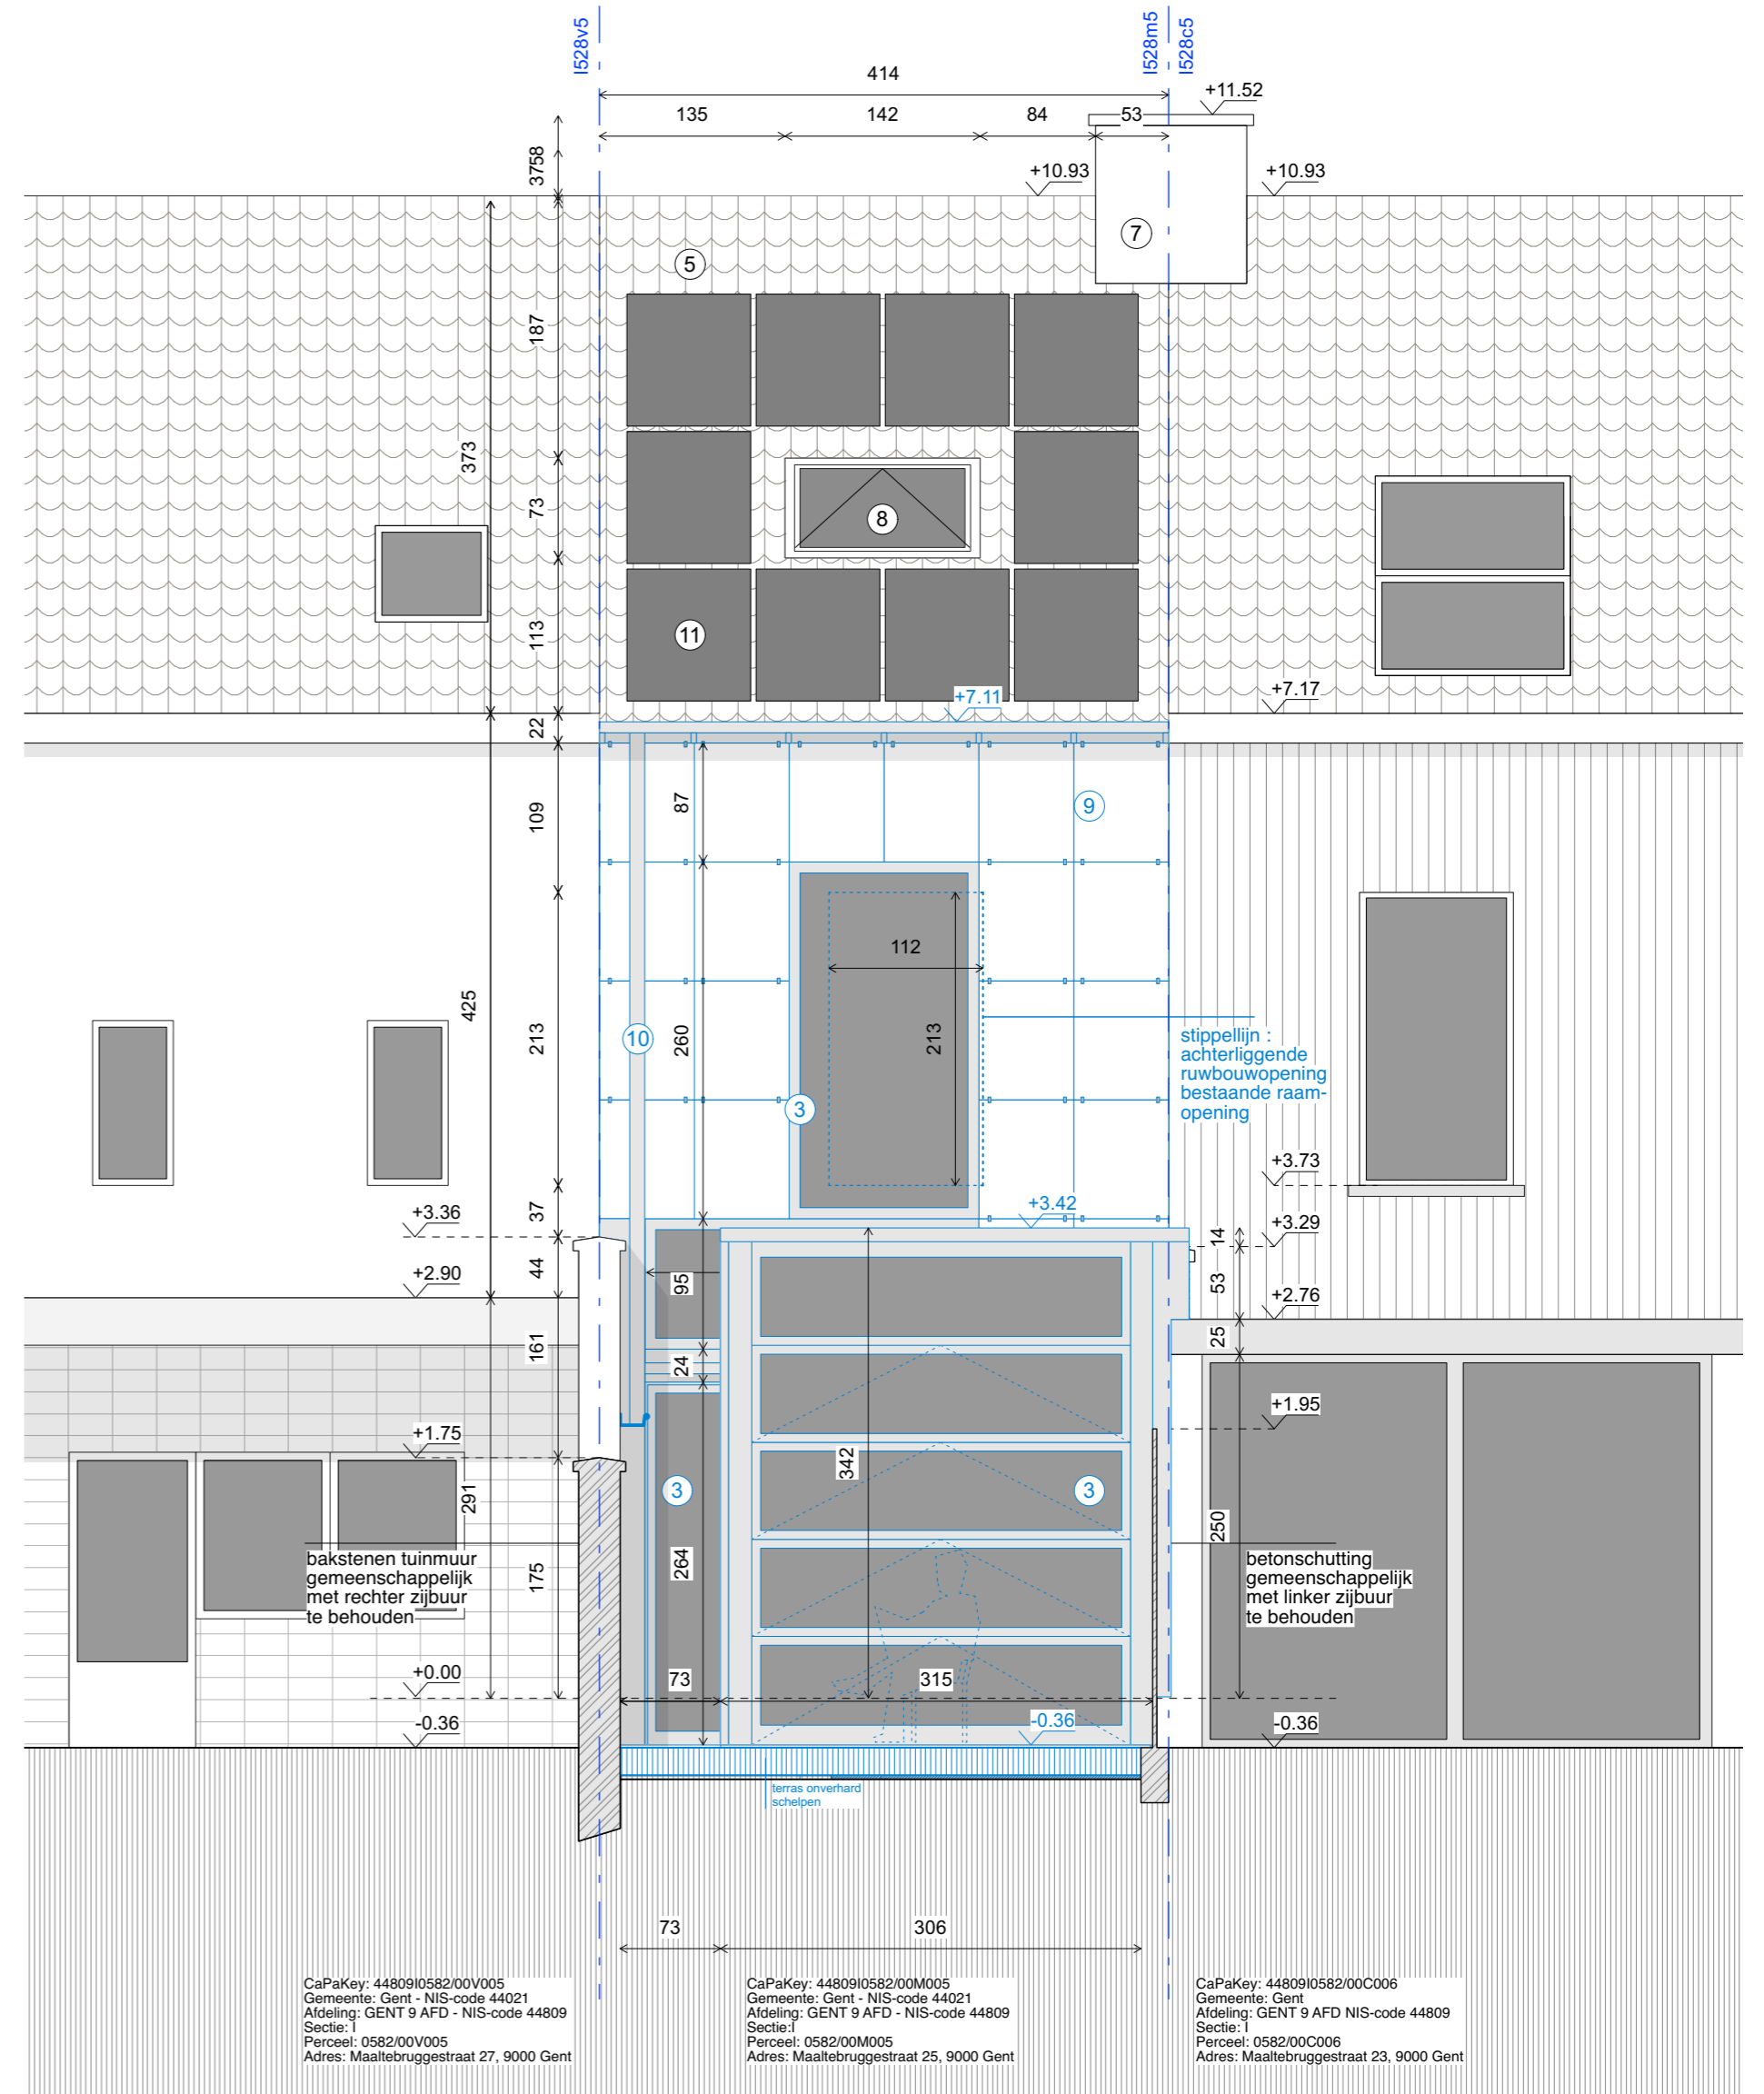 I528v5
I528m5
I528c5
414
135
142
84
53
+11.52
3758
+10.93
+10.93
7
5
187
373
73
8
113
11
+7.11
+7.17
22
109
87
9
112
425
213
10
260
213
stippellijn :
achterliggende
ruwbouwopening
bestaande raam-
opening
3
+3.73
37
+3.36
+3.42
+3.29
14
44
95
53
+2.90
+2.76
161
24
25
+1.75
+1.95
342
291
3
3
250
bakstenen tuinmuur
gemeenschappelijk
met rechter zijbuur
te behouden
175
264
betonschutting
gemeenschappelijk
met linker zijbuur
te behouden
+0.00
73
315
-0.36
-0.36
-0.36
terras onverhard
schelpen
73
306
CaPaKey: 44809I0582/00V005
Gemeente: Gent - NIS-code 44021
Afdeling: GENT 9 AFD - NIS-code 44809
Sectie: I
Perceel: 0582/00V005
Adres: Maaltebruggestraat 27, 9000 Gent
CaPaKey: 44809I0582/00M005
Gemeente: Gent - NIS-code 44021
Afdeling: GENT 9 AFD - NIS-code 44809
Sectie:I
Perceel: 0582/00M005
Adres: Maaltebruggestraat 25, 9000 Gent
CaPaKey: 44809I0582/00C006
Gemeente: Gent
Afdeling: GENT 9 AFD NIS-code 44809
Sectie: I
Perceel: 0582/00C006
Adres: Maaltebruggestraat 23, 9000 Gent